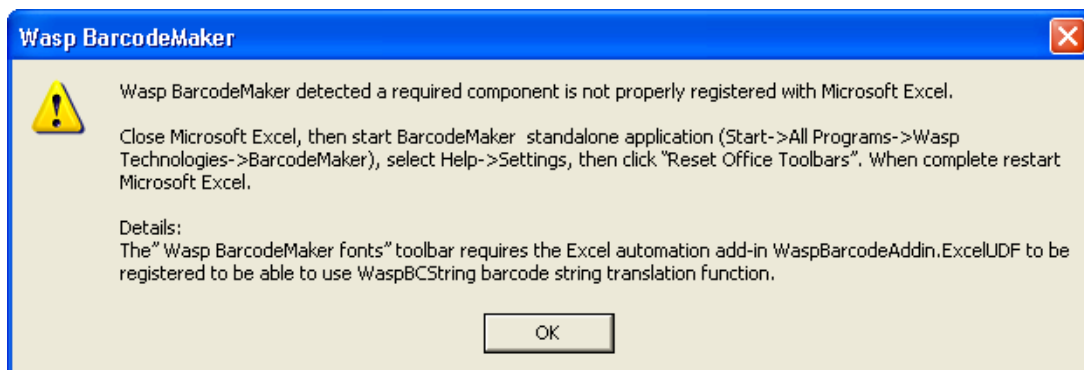 Wasp BarcodeMaker
Wasp BarcodeMaker detected a required component is not properly registered with Microsoft Excel.
Close Microsoft Excel, then start BarcodeMaker standalone application (Start->All Programs->Wasp
Technologies->BarcodeMaker), select Help->Settings, then click “Reset Office Toolbars”. When complete restart
Microsoft Excel.
Details:
The” Wasp BarcodeMaker fonts” toolbar requires the Excel automation add-in WaspBarcodeAddin.ExcelUDF to be
registered to be able to use WaspBCString barcode string translation function.
OK